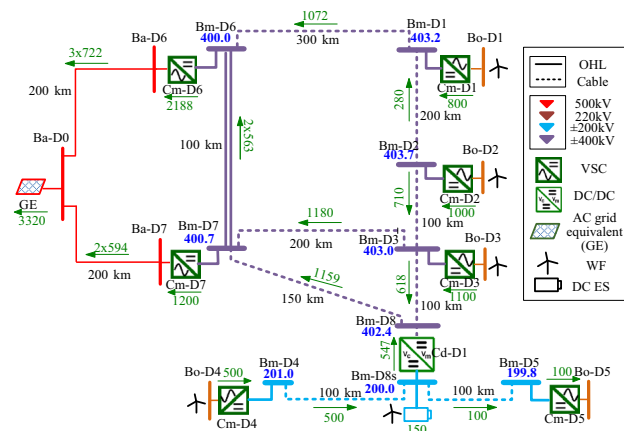 1072
Bm-D6
400.0
300 km
Bm-D1
403.2
Bo-D1
Ba-D6
3x722
200 km
Cm-D6
2188
Cm-D1
800
280
200 km
100 km
2x563
Ba-D0
GE
3320
Bm-D2
403.7
Bo-D2
Cm-D2
1000
710
100 km
Ba-D7
2x594
200 km
Bm-D7
400.7
Cm-D7
1200
1180
200 km
Bm-D3
403.0
Bo-D3
Cm-D3
1100
1159
150 km
618
100 km
Bm-D8
402.4
547
Cd-D1
Bo-D4
500
Bm-D4
201.0
Cm-D4
100 km
500
Bm-D8s
200.0
150
100 km
100
Bm-D5
199.8
100
Bo-D5
Cm-D5
OHL
Cable
500kV
220kV
±200kV
±400kV
VSC
DC/DC
AC grid
equivalent
(GE)
WF
DC ES